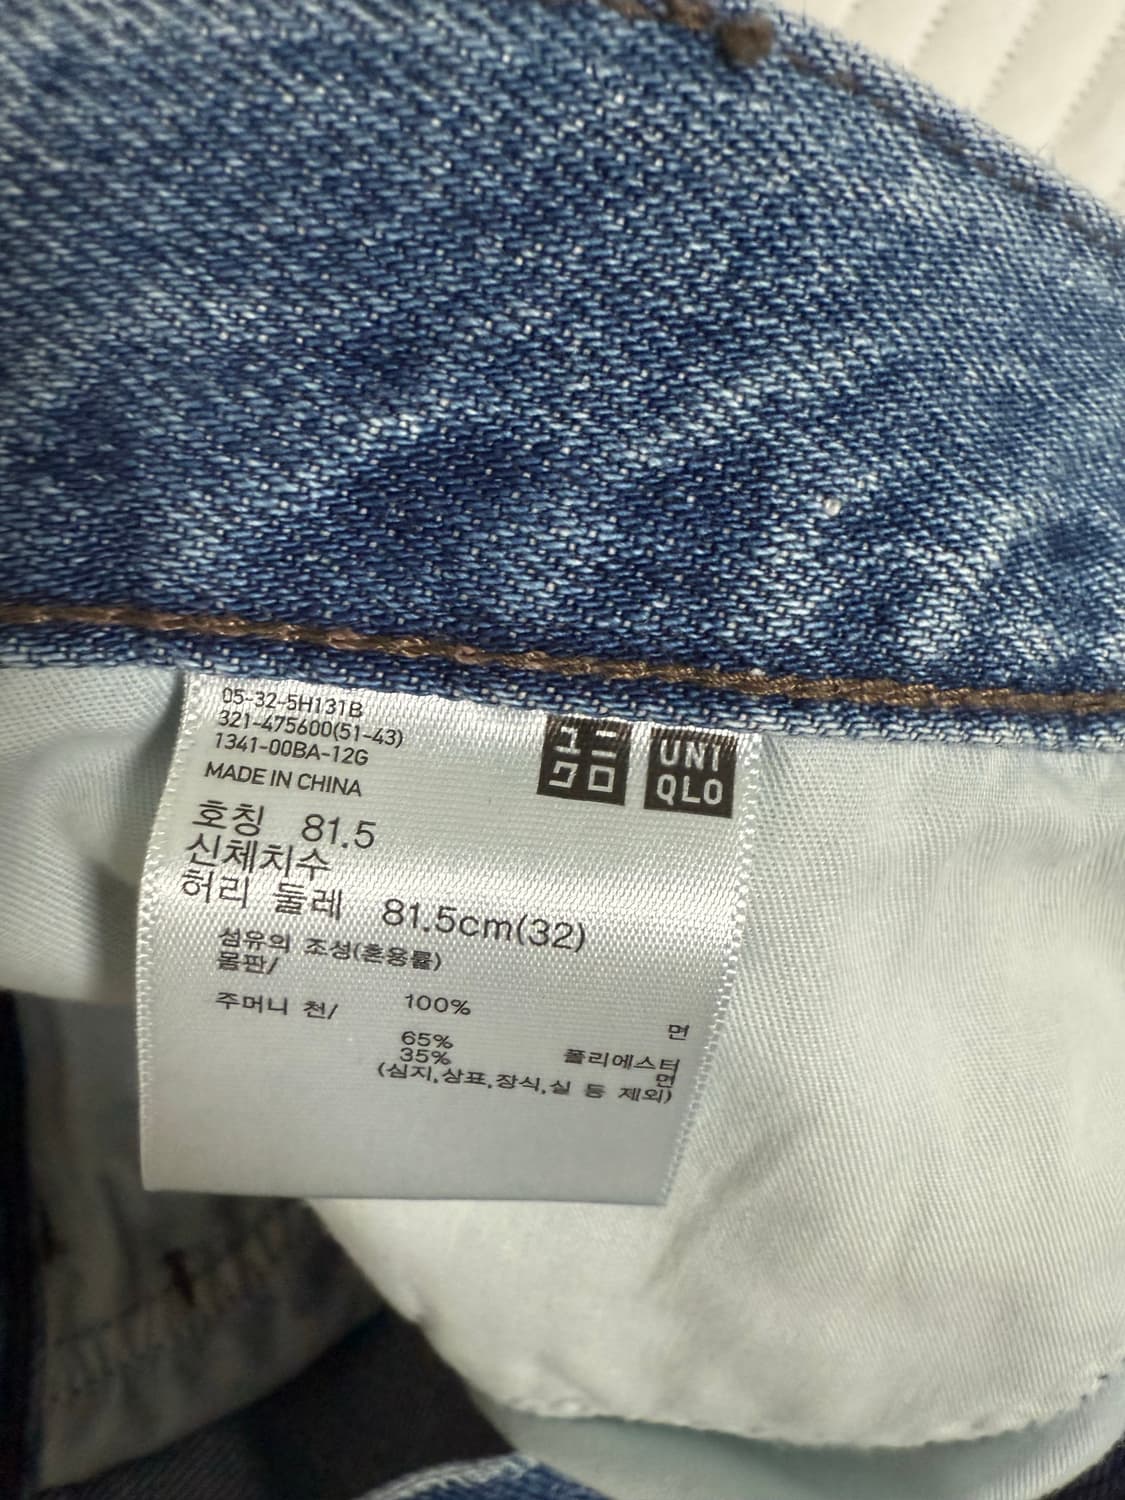 05-32-5H131B
321-475600(51-43)
1341-00BA-12G
MADE IN CHINA
ユニクロ
UNIQLO
호칭 81.5
신체치수
허리 둘레 81.5cm(32)
섬유의 조성(혼용률)
몸판/
100% 면
주머니 천/
65% 폴리에스터
35% 면
(심지,상표,장식,실 등 제외)